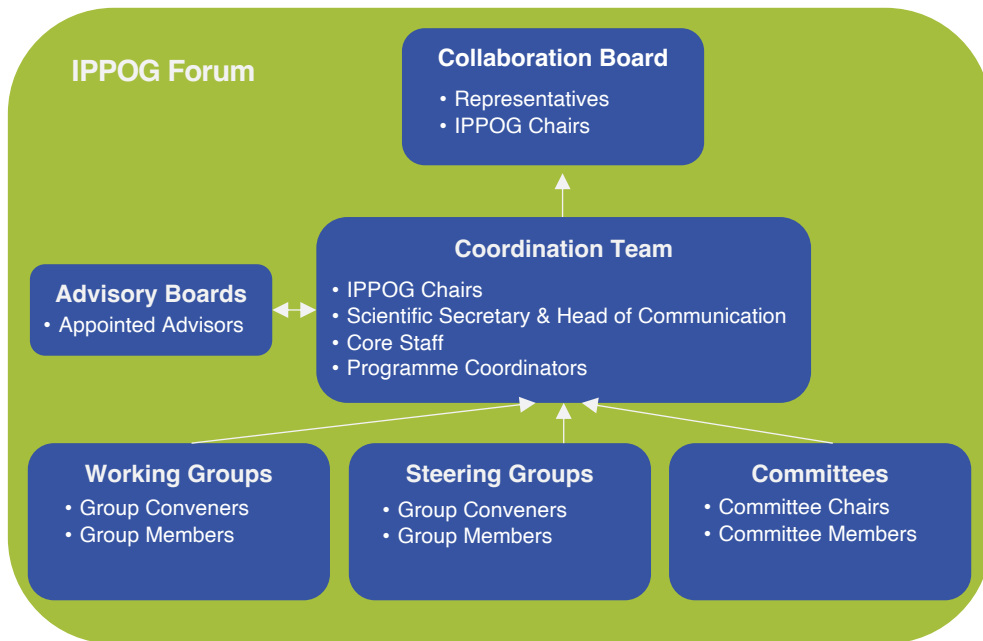 IPPOG Forum
Collaboration Board
• Representatives
• IPPOG Chairs
Coordination Team
• IPPOG Chairs
• Scientific Secretary & Head of Communication
• Core Staff
• Programme Coordinators
Advisory Boards
• Appointed Advisors
Working Groups
• Group Conveners
• Group Members
Steering Groups
• Group Conveners
• Group Members
Committees
• Committee Chairs
• Committee Members